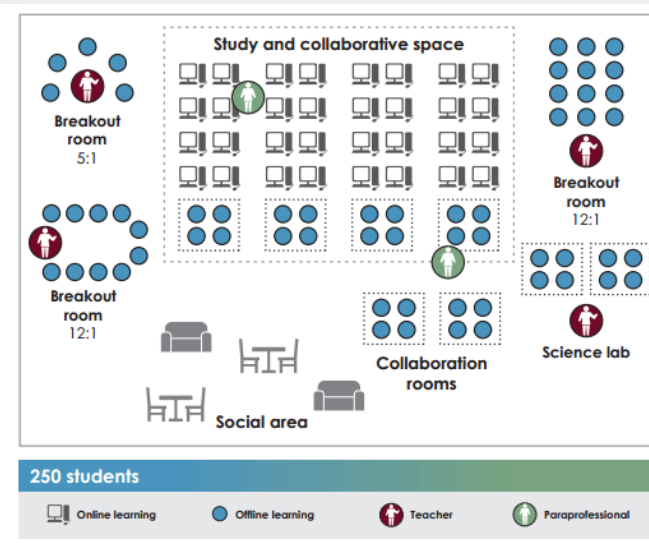 Study and collaborative space
Breakout
room
5:1
Breakout
room
12:1
Breakout
room
12:1
Science lab
Collaboration
rooms
Social area
250 students
Online learning
Offline learning
Teacher
Paraprofessional